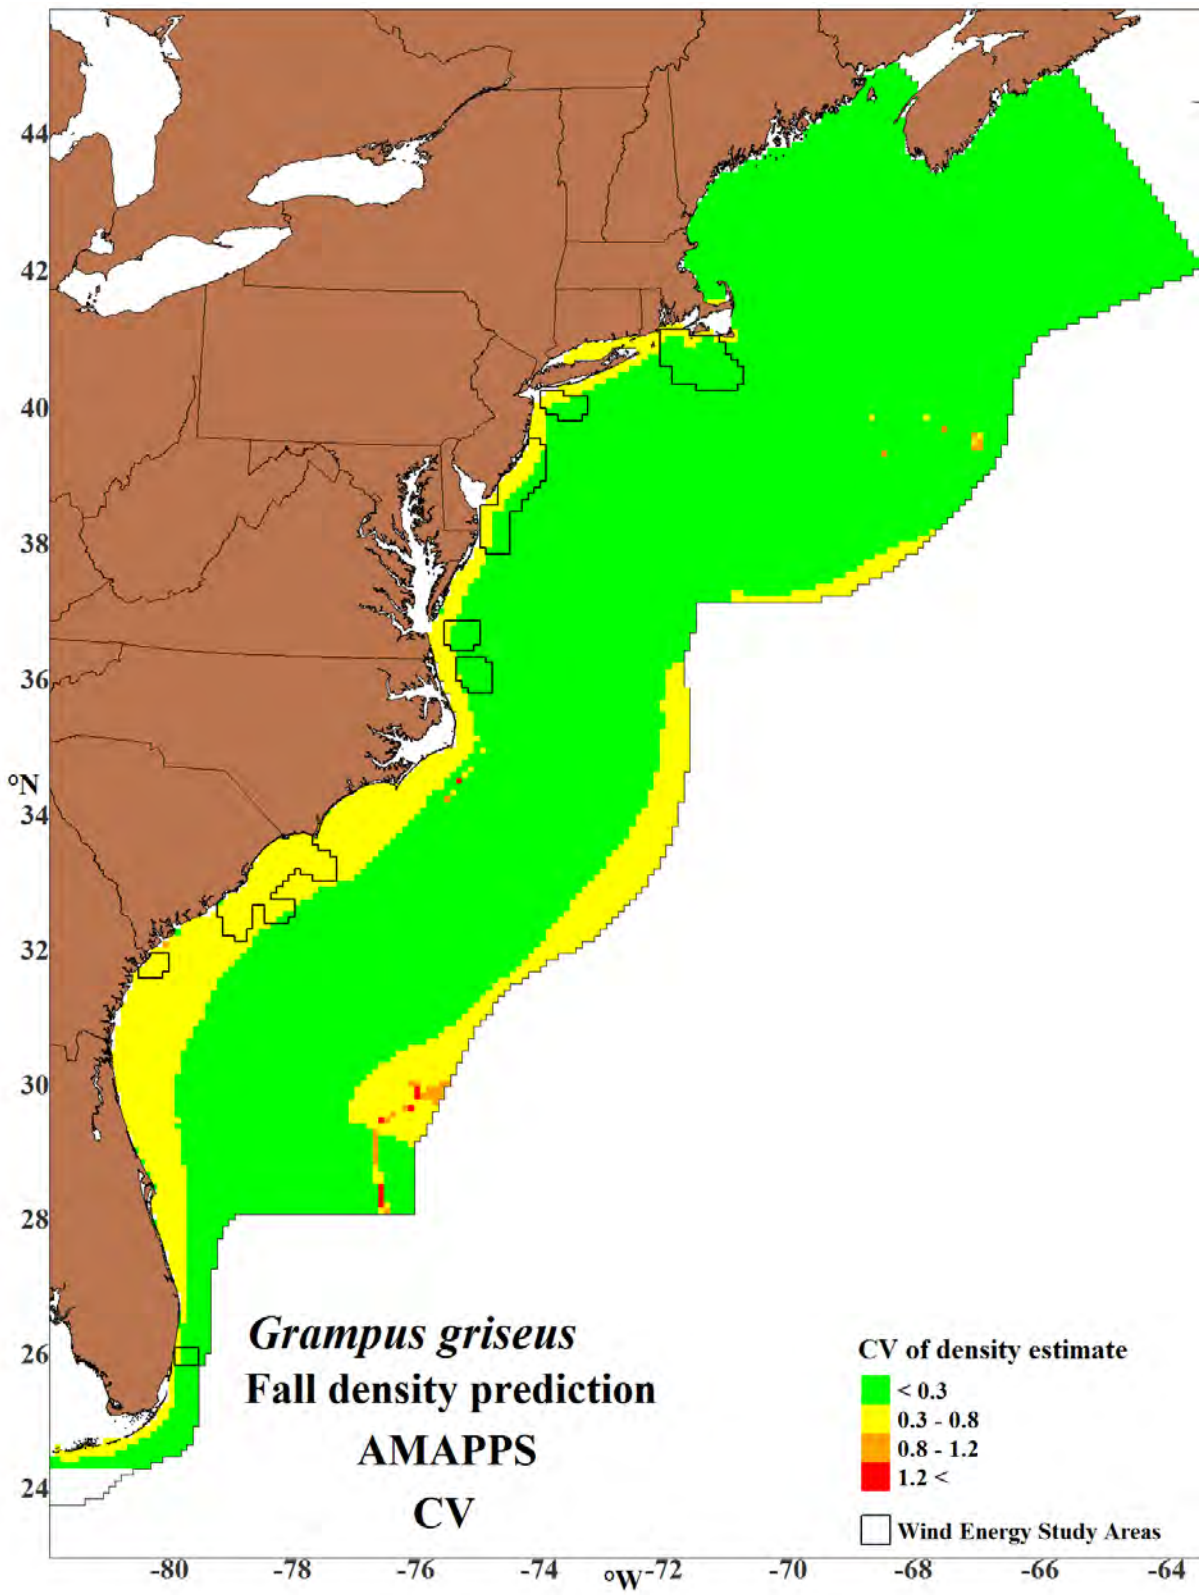 44
42
40
38
36
°N
34
32
30
28
26
24
Grampus griseus
Fall density prediction
AMAPPS
CV
CV of density estimate
< 0.3
0.3 - 0.8
0.8 - 1.2
1.2 <
Wind Energy Study Areas
-80 -78 -76 -74 -72 -70 -68 -66 -64
°W